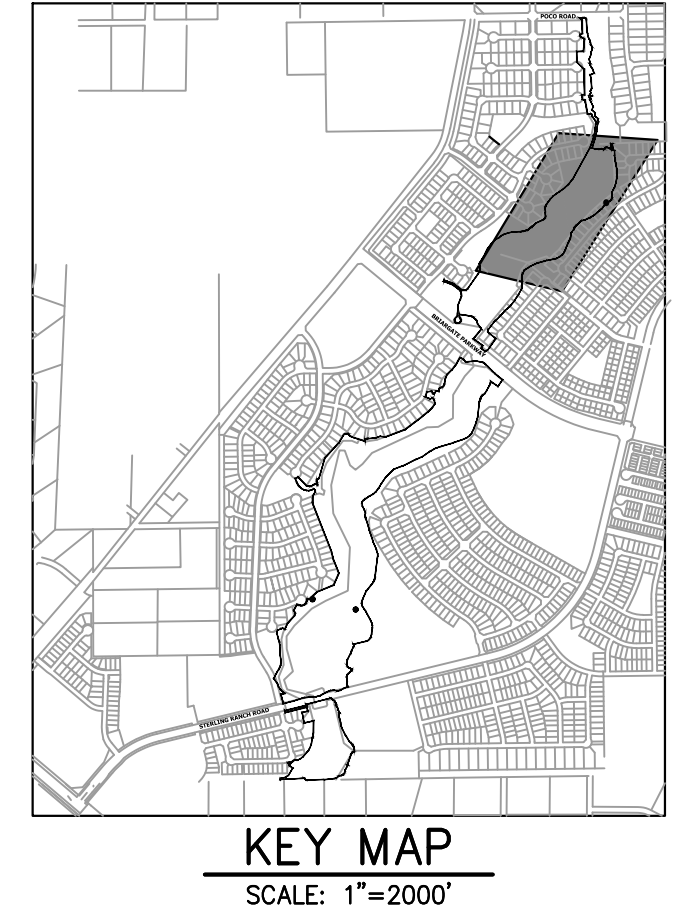 POCO ROAD
BRIARGATE PARKWAY
STERLING RANCH ROAD
KEY MAP
SCALE: 1"=2000'